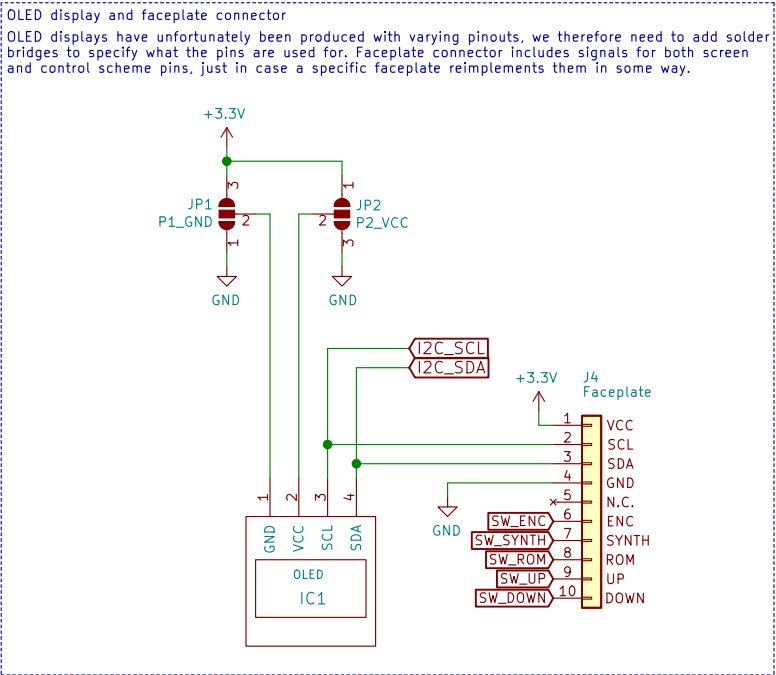 OLED display and faceplate connector
OLED displays have unfortunately been produced with varying pinouts, we therefore need to add solder
bridges to specify what the pins are used for. Faceplate connector includes signals for both screen
and control scheme pins, just in case a specific faceplate reimplements them in some way.
+3.3V
3
1
JP1
P1_GND
2
2
JP2
P2_VCC
1
3
GND
GND
I2C_SCL
I2C_SDA
+3.3V
J4
Faceplate
1 VCC
2 SCL
3 SDA
4 GND
5 N.C.
GND
SW_ENC 6 ENC
SW_SYNTH 7 SYNTH
SW_ROM 8 ROM
SW_UP 9 UP
SW_DOWN 10 DOWN
1 2 3 4
GND VCC SCL SDA
OLED
IC1